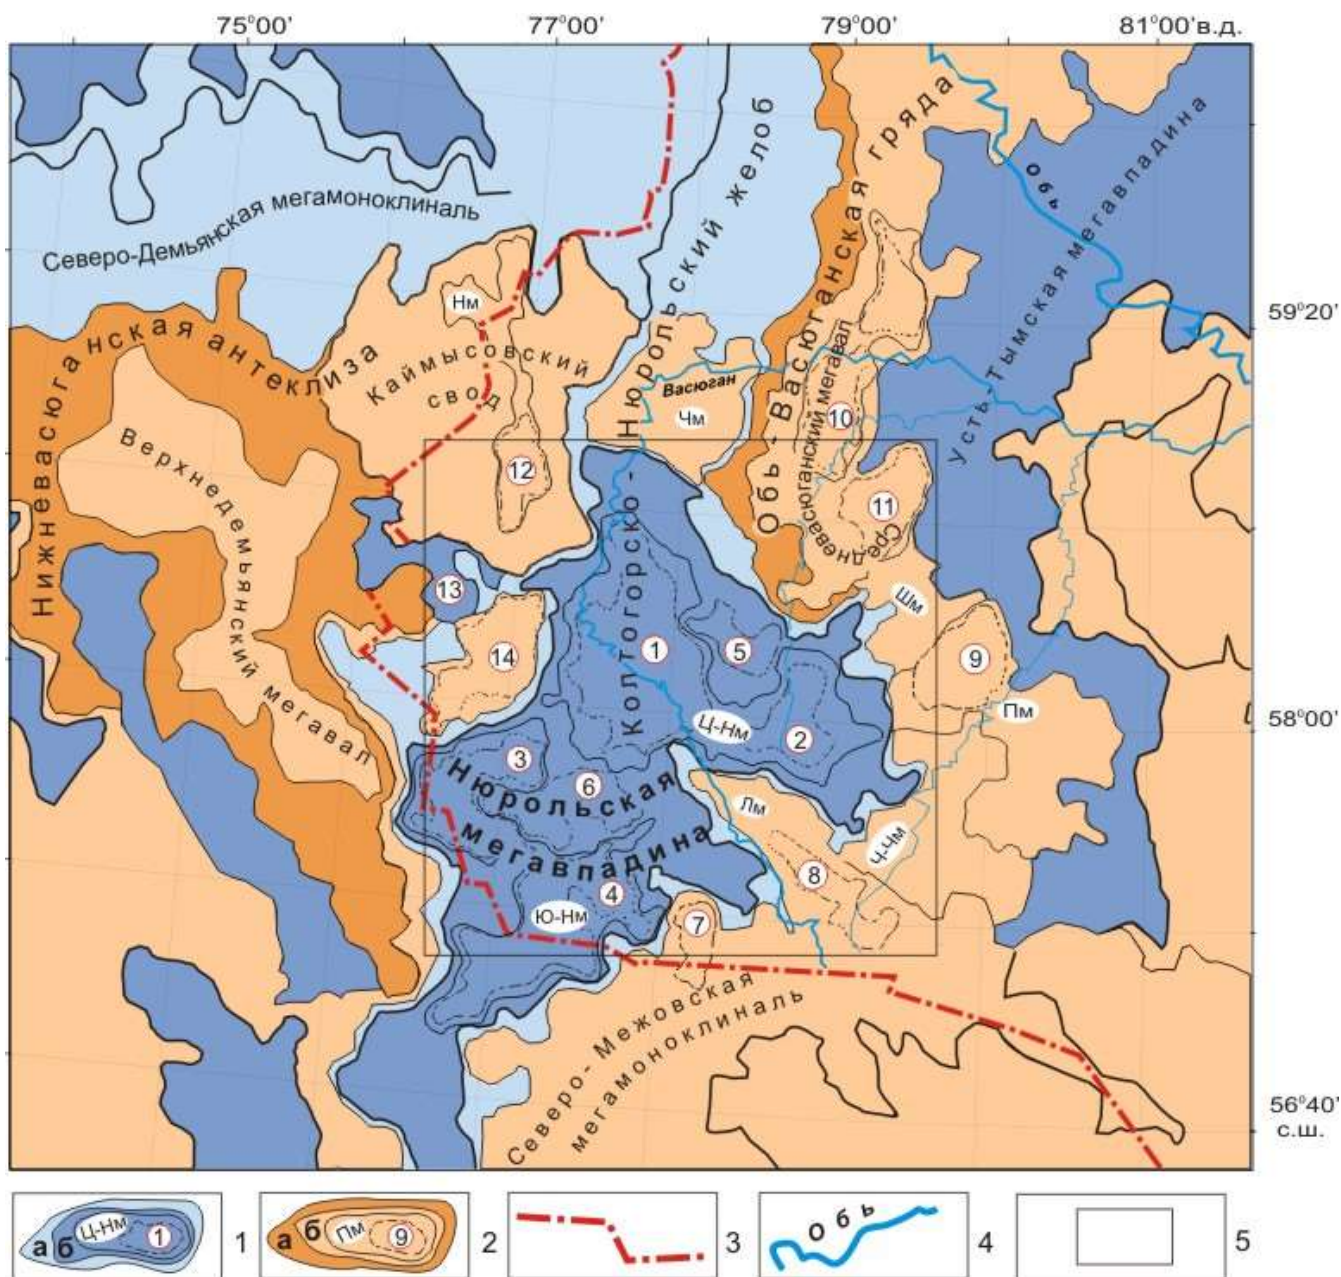 75°00' 77°00' 79°00' 81°00' в.д.
59°20'
58°00'
56°40'
с.ш.
Северо-Демьянская мегамоноклиналь
Нижневасюганская антеклиза
Верхнедемьянский мегавал
Каймысовский
свод
Нм
Колтогорско-Нюрольский желоб
Васюган
Чм
Обь-Васюганская гряда
Средневасюганский мегавал
Усть-Тымская мегавпадина
Обь
10
12
11
13
Шм
14
1
5
9
Пм
Ц-Нм
2
3
6
Нюрольская
мегавпадина
Лм
Ч-Чм
8
4
Ю-Нм
7
Северо-Межовская
мегамоноклиналь
а б Ц-Нм 1 1
а б Пм 9 2
3
Обь 4
5